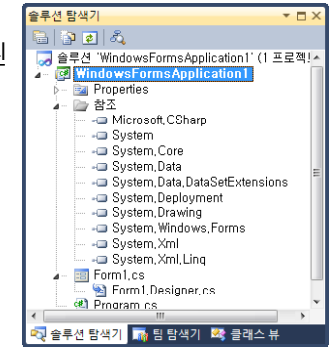 솔루션 탐색기
솔루션 'WindowsFormsApplication1' (1 프로젝!
WindowsFormsApplication1
Properties
참조
Microsoft.CSharp
System
System.Core
System.Data
System.Data.DataSetExtensions
System.Deployment
System.Drawing
System.Windows.Forms
System.Xml
System.Xml.Linq
Form1.cs
Form1.Designer.cs
Program.cs
솔루션 탐색기 팀 탐색기 클래스 뷰